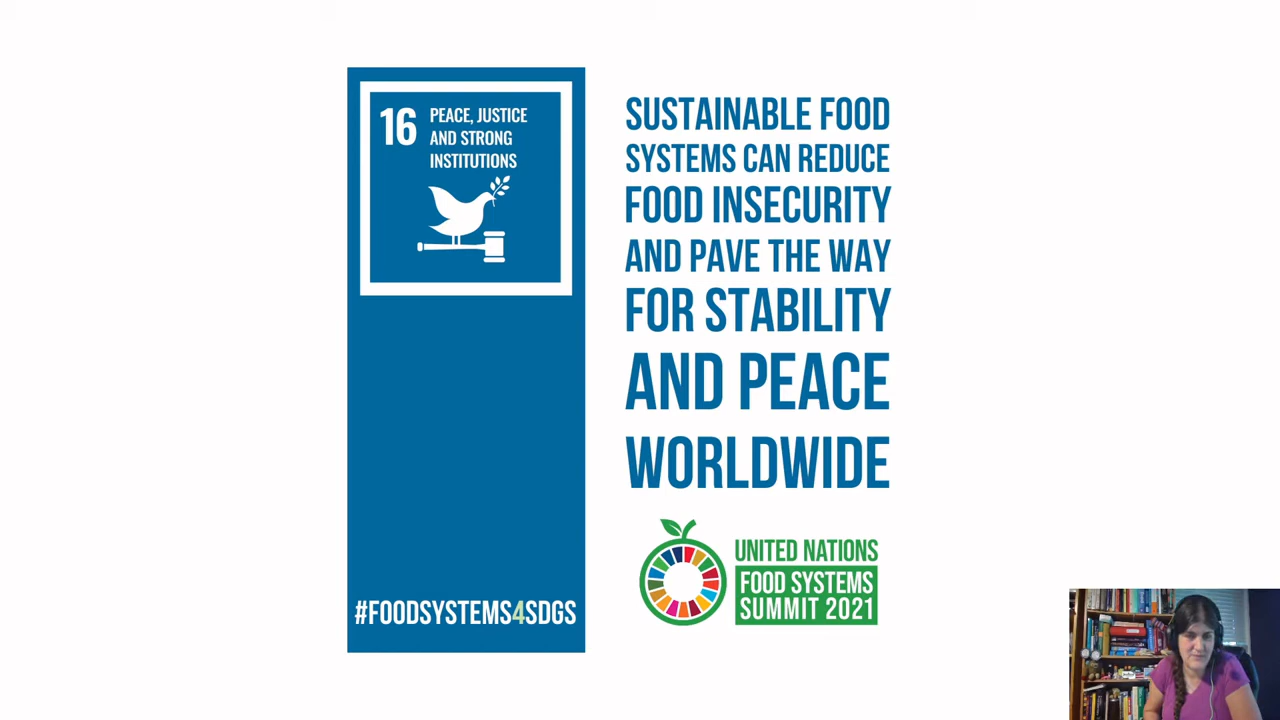 16
PEACE, JUSTICE
AND STRONG
INSTITUTIONS
#FOODSYSTEMS4SDGS
SUSTAINABLE FOOD
SYSTEMS CAN REDUCE
FOOD INSECURITY
AND PAVE THE WAY
FOR STABILITY
AND PEACE
WORLDWIDE
UNITED NATIONS
FOOD SYSTEMS
SUMMIT 2021